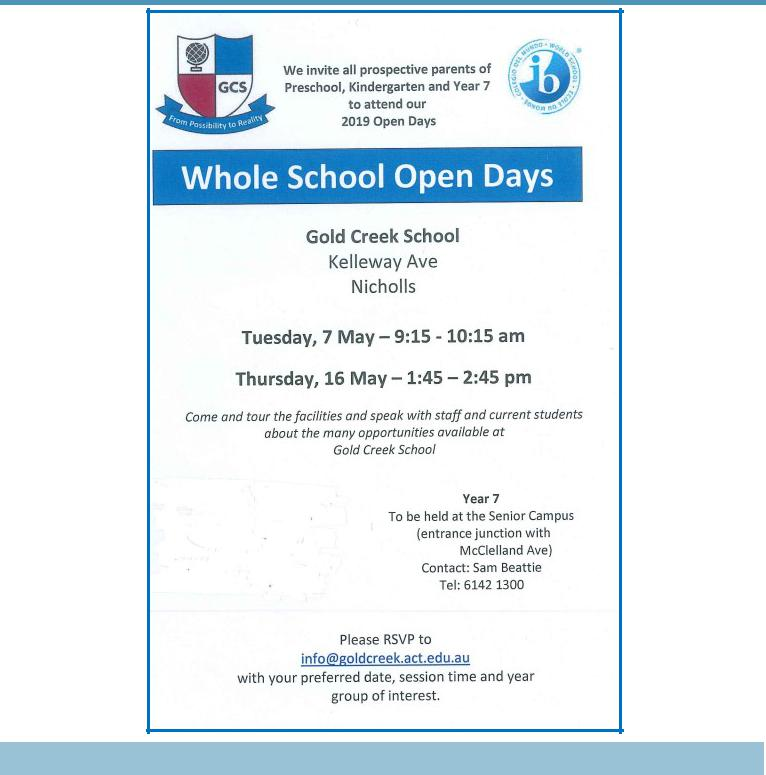 GCS
From Possibility to Reality
We invite all prospective parents of
Preschool, Kindergarten and Year 7
to attend our
2019 Open Days
COLEGIO DEL MUNDO • WORLD SCHOOL • ECOLE DU MONDE •
ib
®
Whole School Open Days
Gold Creek School
Kelleway Ave
Nicholls
Tuesday, 7 May – 9:15 - 10:15 am
Thursday, 16 May – 1:45 – 2:45 pm
Come and tour the facilities and speak with staff and current students
about the many opportunities available at
Gold Creek School
Year 7
To be held at the Senior Campus
(entrance junction with
McClelland Ave)
Contact: Sam Beattie
Tel: 6142 1300
Please RSVP to
info@goldcreek.act.edu.au
with your preferred date, session time and year
group of interest.